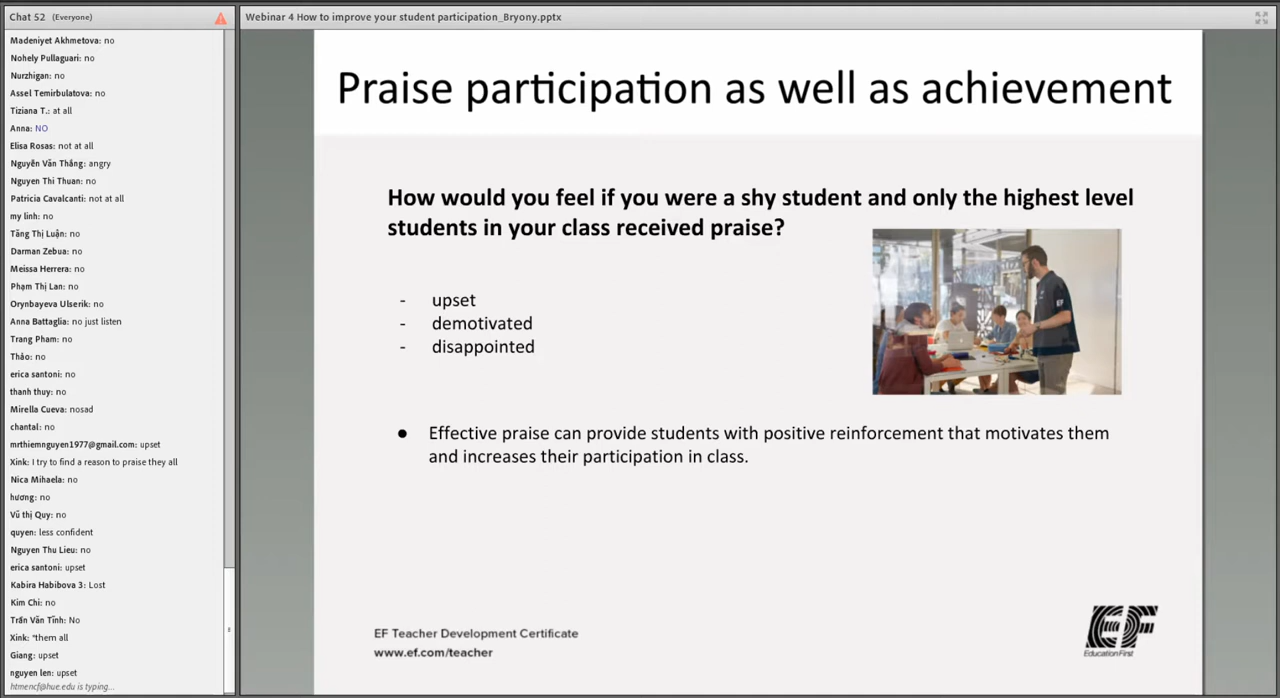 Chat 52 (Everyone)
Madeniyet Akhmetova: no
Nohely Pullaguari: no
Nurzhigan: no
Assel Temirbulatova: no
Tiziana T.: at all
Anna: NO
Elisa Rosas: not at all
Nguyễn Văn Thắng: angry
Nguyen Thi Thuan: no
Patricia Cavalcanti: not at all
my linh: no
Tăng Thị Luận: no
Darman Zebua: no
Meissa Herrera: no
Phạm Thị Lan: no
Orynbayeva Ulserik: no
Anna Battaglia: no just listen
Trang Pham: no
Thảo: no
erica santoni: no
thanh thuy: no
Mirella Cueva: nosad
chantal: no
mrthiemnguyen1977@gmail.com: upset
Xink: I try to find a reason to praise they all
Nica Mihaela: no
hương: no
Vũ thị Quy: no
quyen: less confident
Nguyen Thu Lieu: no
erica santoni: upset
Kabira Habibova 3: Lost
Kim Chi: no
Trần Văn Tĩnh: No
Xink: "them all
Giang: upset
nguyen len: upset
htmencf@hue.edu is typing...
Webinar 4 How to improve your student participation_Bryony.pptx
Praise participation as well as achievement
How would you feel if you were a shy student and only the highest level
students in your class received praise?
- upset
- demotivated
- disappointed
EF
● Effective praise can provide students with positive reinforcement that motivates them
and increases their participation in class.
EF Teacher Development Certificate
www.ef.com/teacher
EF
Education First